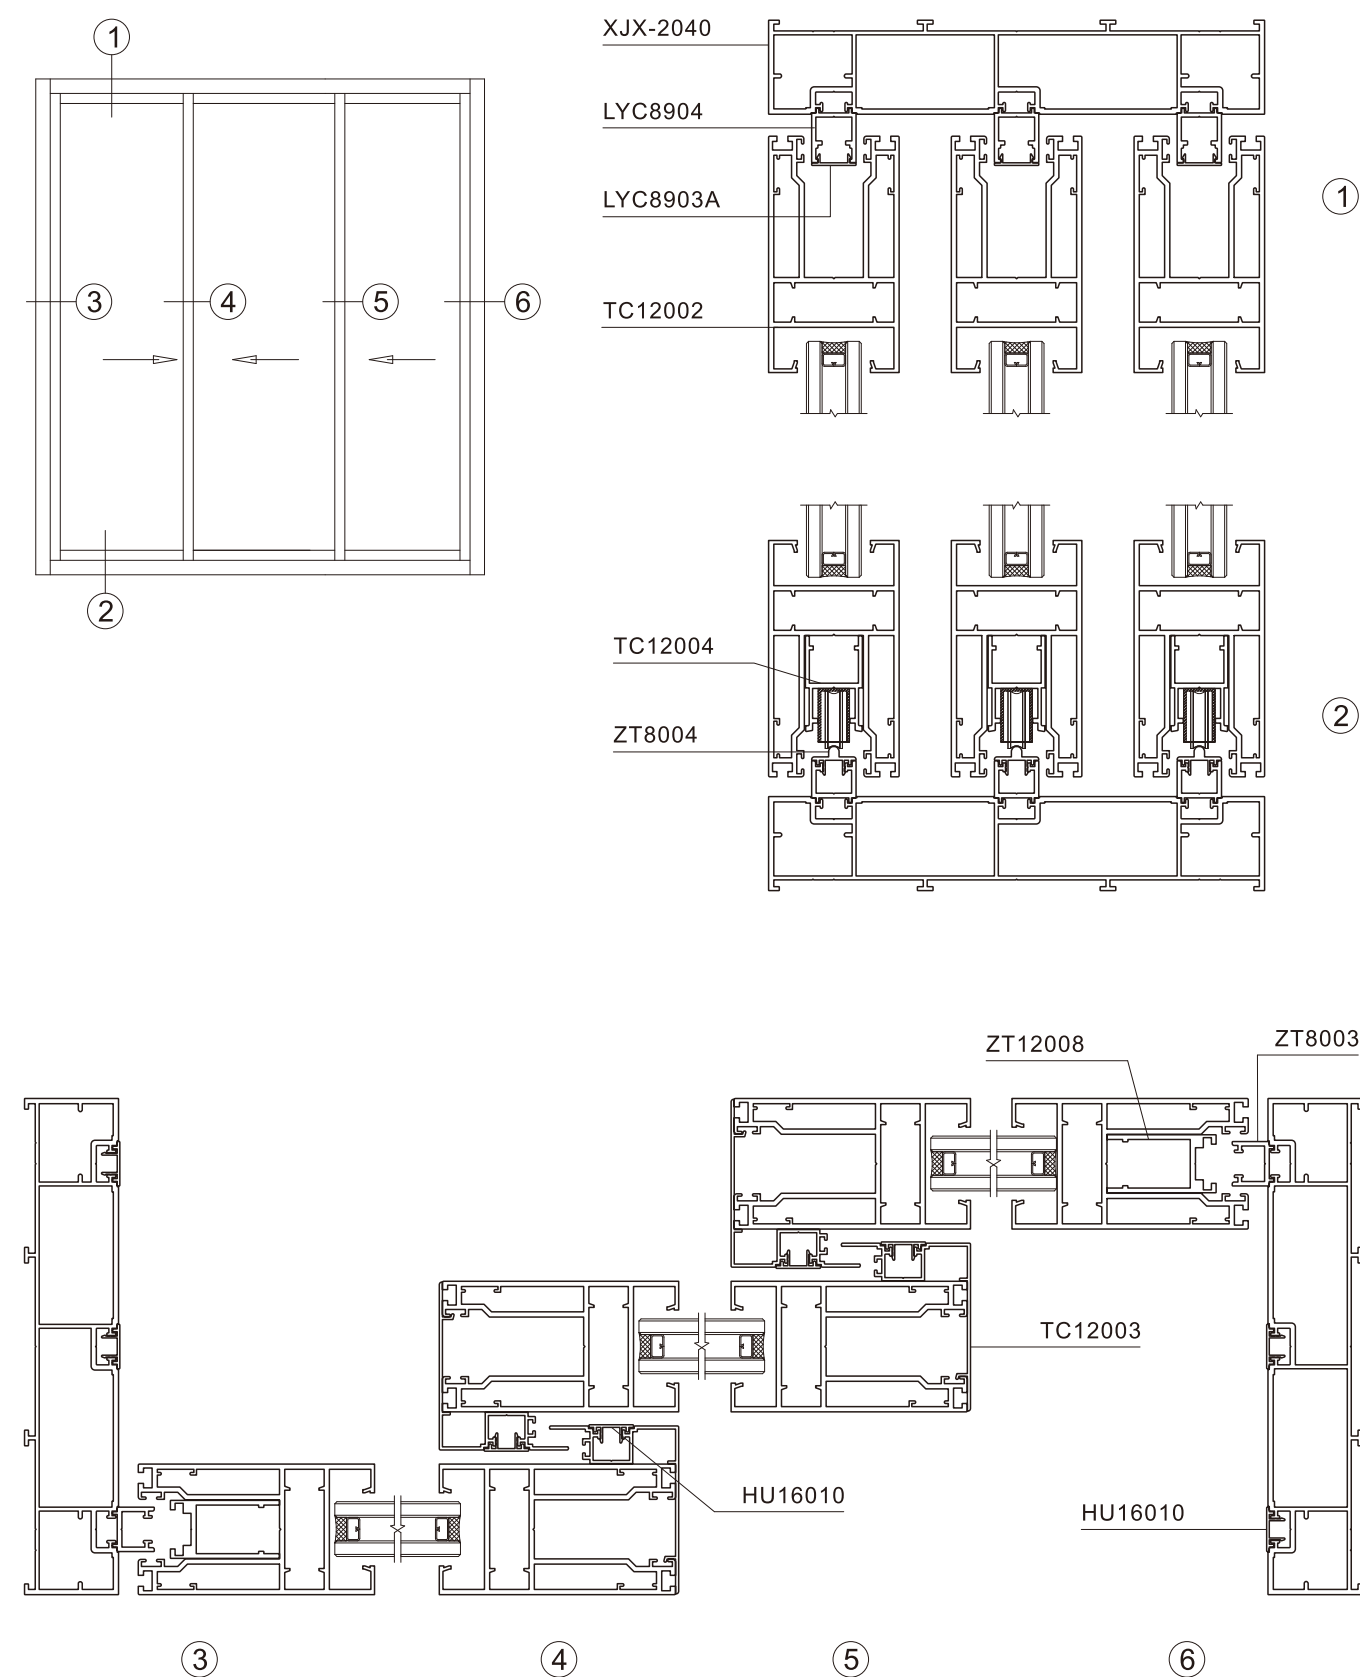 ①
XJX-2040
LYC8904
LYC8903A
①
③ ④ ⑤ ⑥
TC12002
②
TC12004
②
ZT8004
ZT12008
ZT8003
TC12003
HU16010
HU16010
③ ④ ⑤ ⑥